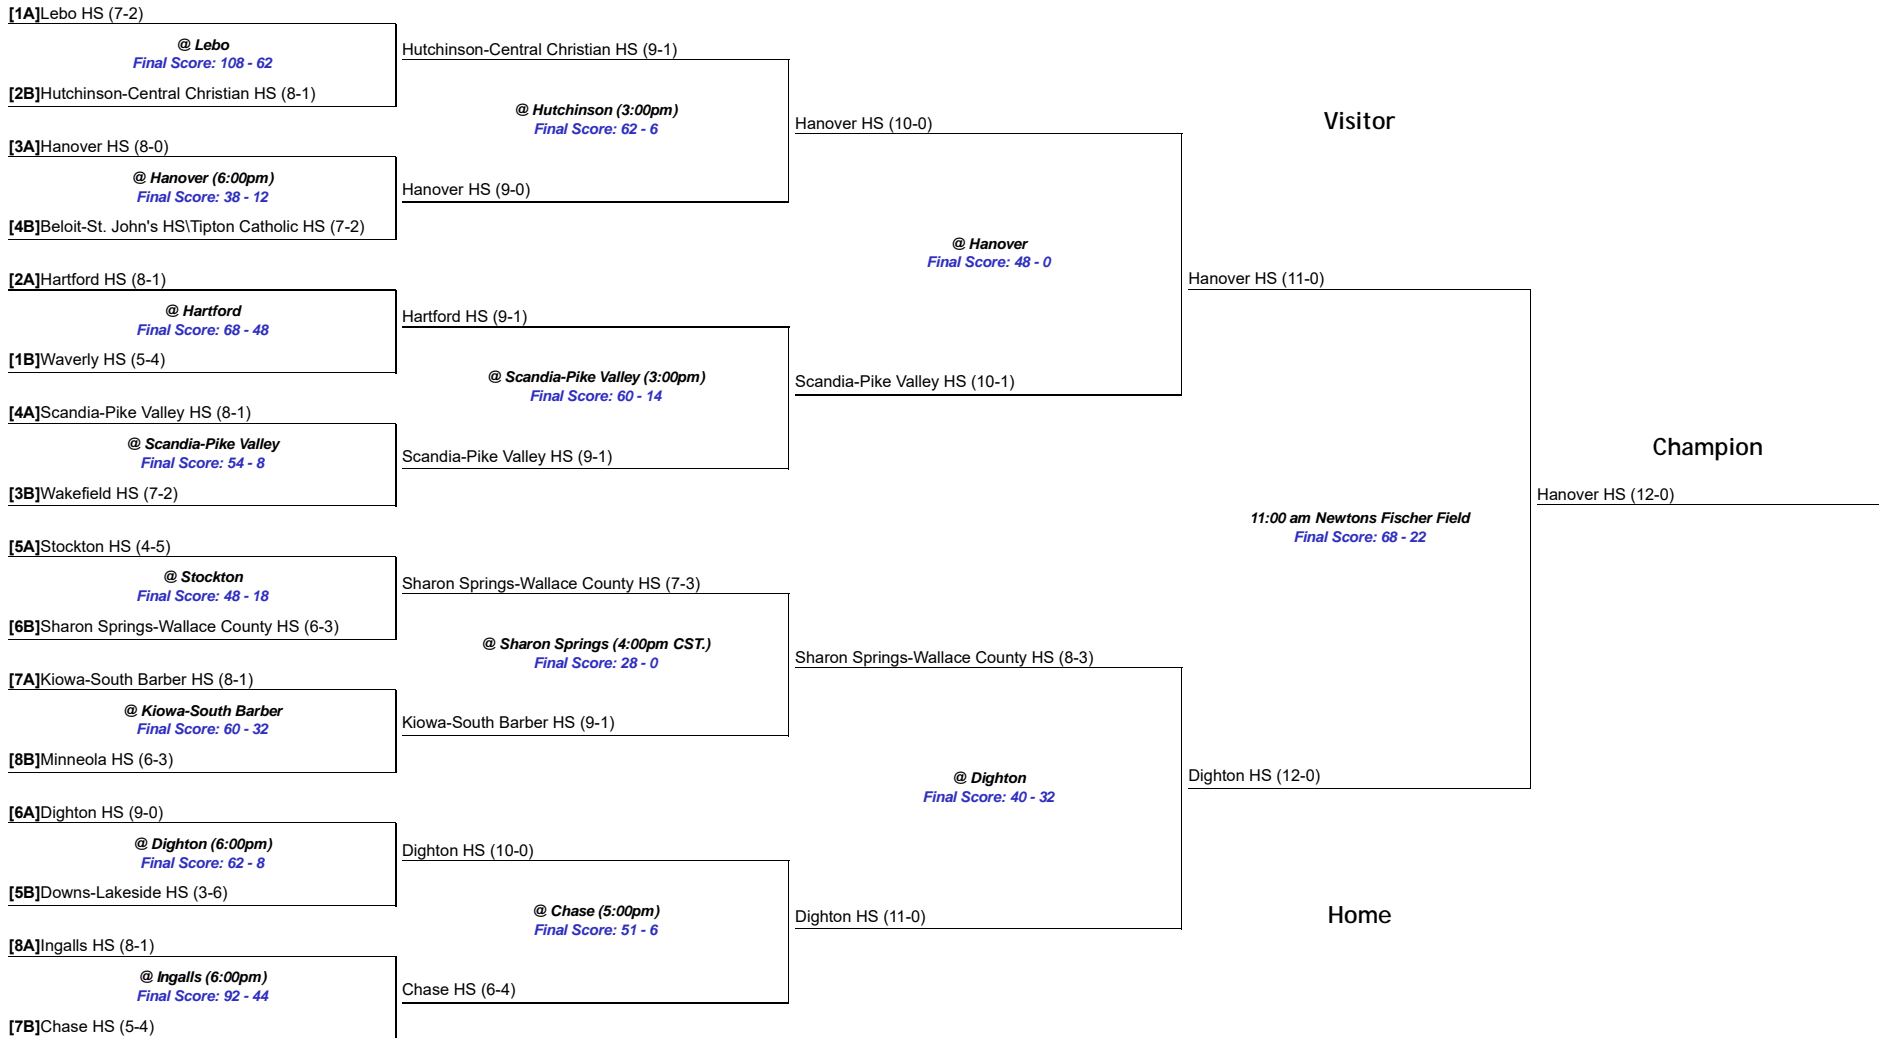 [1A]Lebo HS (7-2)
@ Lebo
Final Score: 108 - 62
[2B]Hutchinson-Central Christian HS (8-1)
[3A]Hanover HS (8-0)
@ Hanover (6:00pm)
Final Score: 38 - 12
[4B]Beloit-St. John's HS\Tipton Catholic HS (7-2)
[2A]Hartford HS (8-1)
@ Hartford
Final Score: 68 - 48
[1B]Waverly HS (5-4)
[4A]Scandia-Pike Valley HS (8-1)
@ Scandia-Pike Valley
Final Score: 54 - 8
[3B]Wakefield HS (7-2)
[5A]Stockton HS (4-5)
@ Stockton
Final Score: 48 - 18
[6B]Sharon Springs-Wallace County HS (6-3)
[7A]Kiowa-South Barber HS (8-1)
@ Kiowa-South Barber
Final Score: 60 - 32
[8B]Minneola HS (6-3)
[6A]Dighton HS (9-0)
@ Dighton (6:00pm)
Final Score: 62 - 8
[5B]Downs-Lakeside HS (3-6)
[8A]Ingalls HS (8-1)
@ Ingalls (6:00pm)
Final Score: 92 - 44
[7B]Chase HS (5-4)
Hutchinson-Central Christian HS (9-1)
@ Hutchinson (3:00pm)
Final Score: 62 - 6
Hanover HS (9-0)
Hartford HS (9-1)
@ Scandia-Pike Valley (3:00pm)
Final Score: 60 - 14
Scandia-Pike Valley HS (9-1)
Sharon Springs-Wallace County HS (7-3)
@ Sharon Springs (4:00pm CST.)
Final Score: 28 - 0
Kiowa-South Barber HS (9-1)
Dighton HS (10-0)
@ Chase (5:00pm)
Final Score: 51 - 6
Chase HS (6-4)
Hanover HS (10-0)
@ Hanover
Final Score: 48 - 0
Scandia-Pike Valley HS (10-1)
Sharon Springs-Wallace County HS (8-3)
@ Dighton
Final Score: 40 - 32
Dighton HS (11-0)
Visitor
Hanover HS (11-0)
11:00 am Newtons Fischer Field
Final Score: 68 - 22
Dighton HS (12-0)
Home
Champion
Hanover HS (12-0)